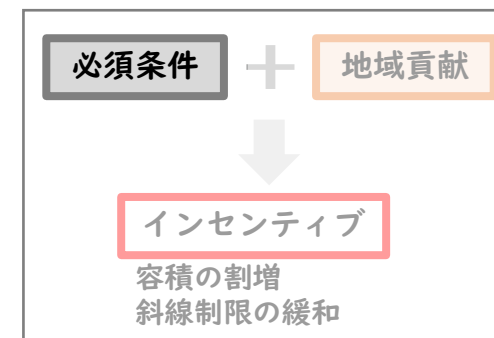 必須条件 + 地域貢献
インセンティブ
容積の割増
斜線制限の緩和